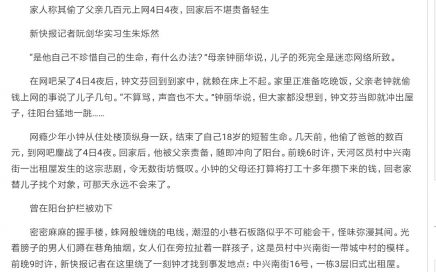 家人称其偷了父亲几百元上网4日4夜，回家后不堪责备轻生
新快报记者阮剑华实习生朱烁然
“是他自己不珍惜自己的生命，有什么办法？”母亲钟丽华说，儿子的死完全是迷恋网络所致。
在网吧呆了4日4夜后，钟文芬回到到家中，就赖在床上不起。家里正准备吃晚饭，父亲老钟就偷
钱上网的事说了儿子几句。“不算骂，声音也不大。”钟丽华说，但大家都没想到，钟文芬当即就冲出屋
子，往阳台猛地一跳……
网瘾少年小钟从住处楼顶纵身一跃，结束了自己18岁的短暂生命。几天前，他偷了爸爸的数百
元，到网吧鏖战了4日4夜。回家后，他被父亲责备，随即冲向了阳台。前晚6时许，天河区员村中兴南
街一出租屋发生的这宗悲剧，令无数街坊慨叹。小钟的父母还打算将打工十多年攒下来的钱，回老家
替儿子找个对象，可那天永远不会来了。
曾在阳台护栏被劝下
密密麻麻的握手楼，蛛网般缠绕的电线，潮湿的小巷石板路似乎不可能会干，怪味弥漫其间。光
着膀子的男人们蹲在巷角抽烟，女人们在旁拉扯着一群孩子，这是员村中兴南街一带城中村的模样。
前晚9时许，新快报记者在这里绕了一刻钟才找到事发地点：中兴南街16号，一栋3层旧式出租屋。